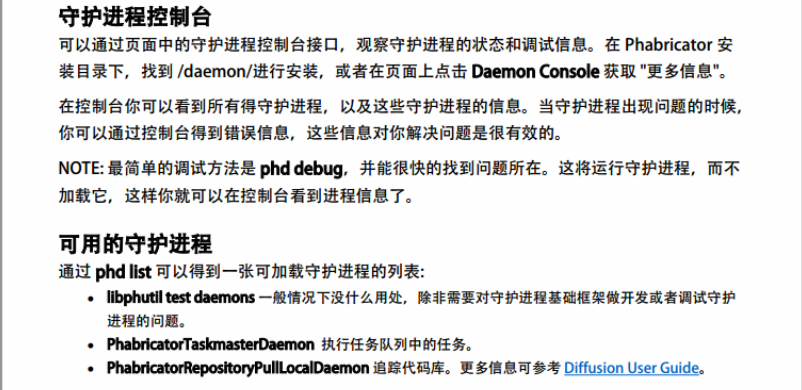 守护进程控制台
可以通过页面中的守护进程控制台接口，观察守护进程的状态和调试信息。在 Phabricator 安
装目录下，找到 /daemon/进行安装，或者在页面上点击 Daemon Console 获取 "更多信息"。
在控制台你可以看到所有得守护进程，以及这些守护进程的信息。当守护进程出现问题的时候，
你可以通过控制台得到错误信息，这些信息对你解决问题是很有效的。
NOTE: 最简单的调试方法是 phd debug，并能很快的找到问题所在。这将运行守护进程，而不
加载它，这样你就可以在控制台看到进程信息了。
可用的守护进程
通过 phd list 可以得到一张可加载守护进程的列表:
• libphutil test daemons 一般情况下没什么用处，除非需要对守护进程基础框架做开发或者调试守护
进程的问题。
• PhabricatorTaskmasterDaemon 执行任务队列中的任务。
• PhabricatorRepositoryPullLocalDaemon 追踪代码库。更多信息可参考 Diffusion User Guide。